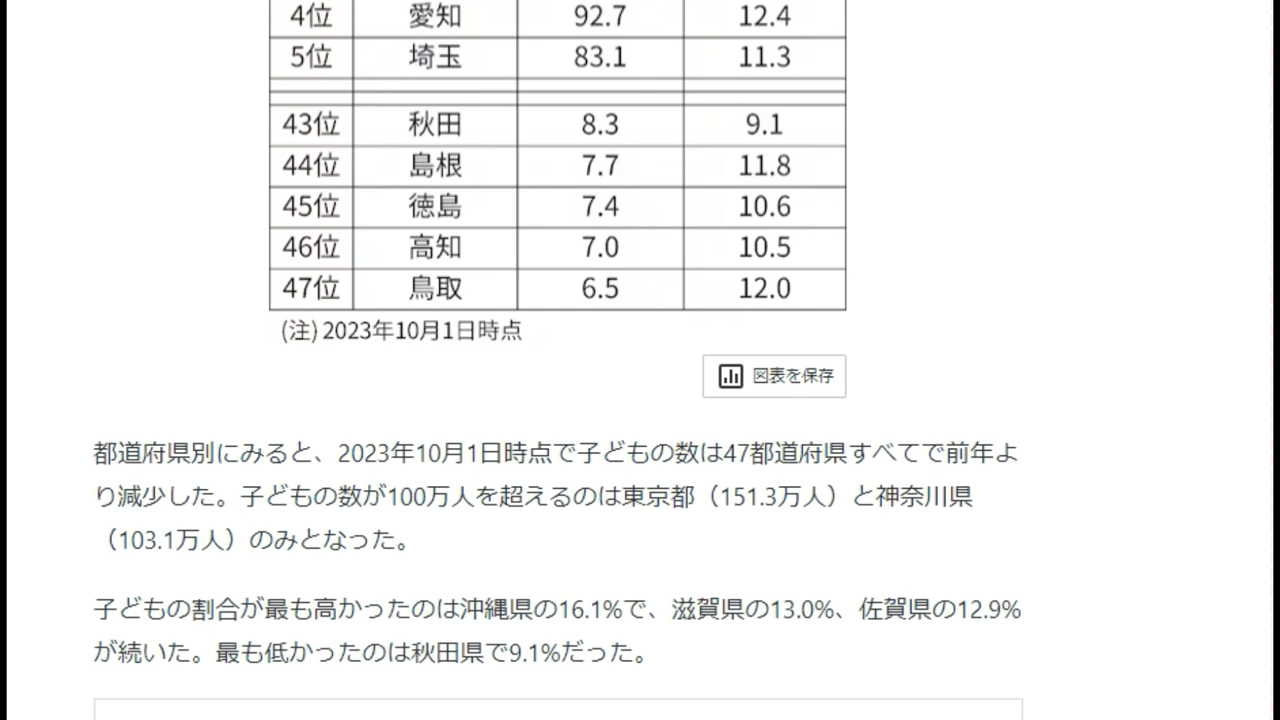 4位 愛知 92.7 12.4
5位 埼玉 83.1 11.3
43位 秋田 8.3 9.1
44位 島根 7.7 11.8
45位 徳島 7.4 10.6
46位 高知 7.0 10.5
47位 鳥取 6.5 12.0
(注) 2023年10月1日時点
図表を保存
都道府県別にみると、2023年10月1日時点で子どもの数は47都道府県すべてで前年よ
り減少した。子どもの数が100万人を超えるのは東京都（151.3万人）と神奈川県
（103.1万人）のみとなった。
子どもの割合が最も高かったのは沖縄県の16.1%で、滋賀県の13.0%、佐賀県の12.9%
が続いた。最も低かったのは秋田県で9.1%だった。